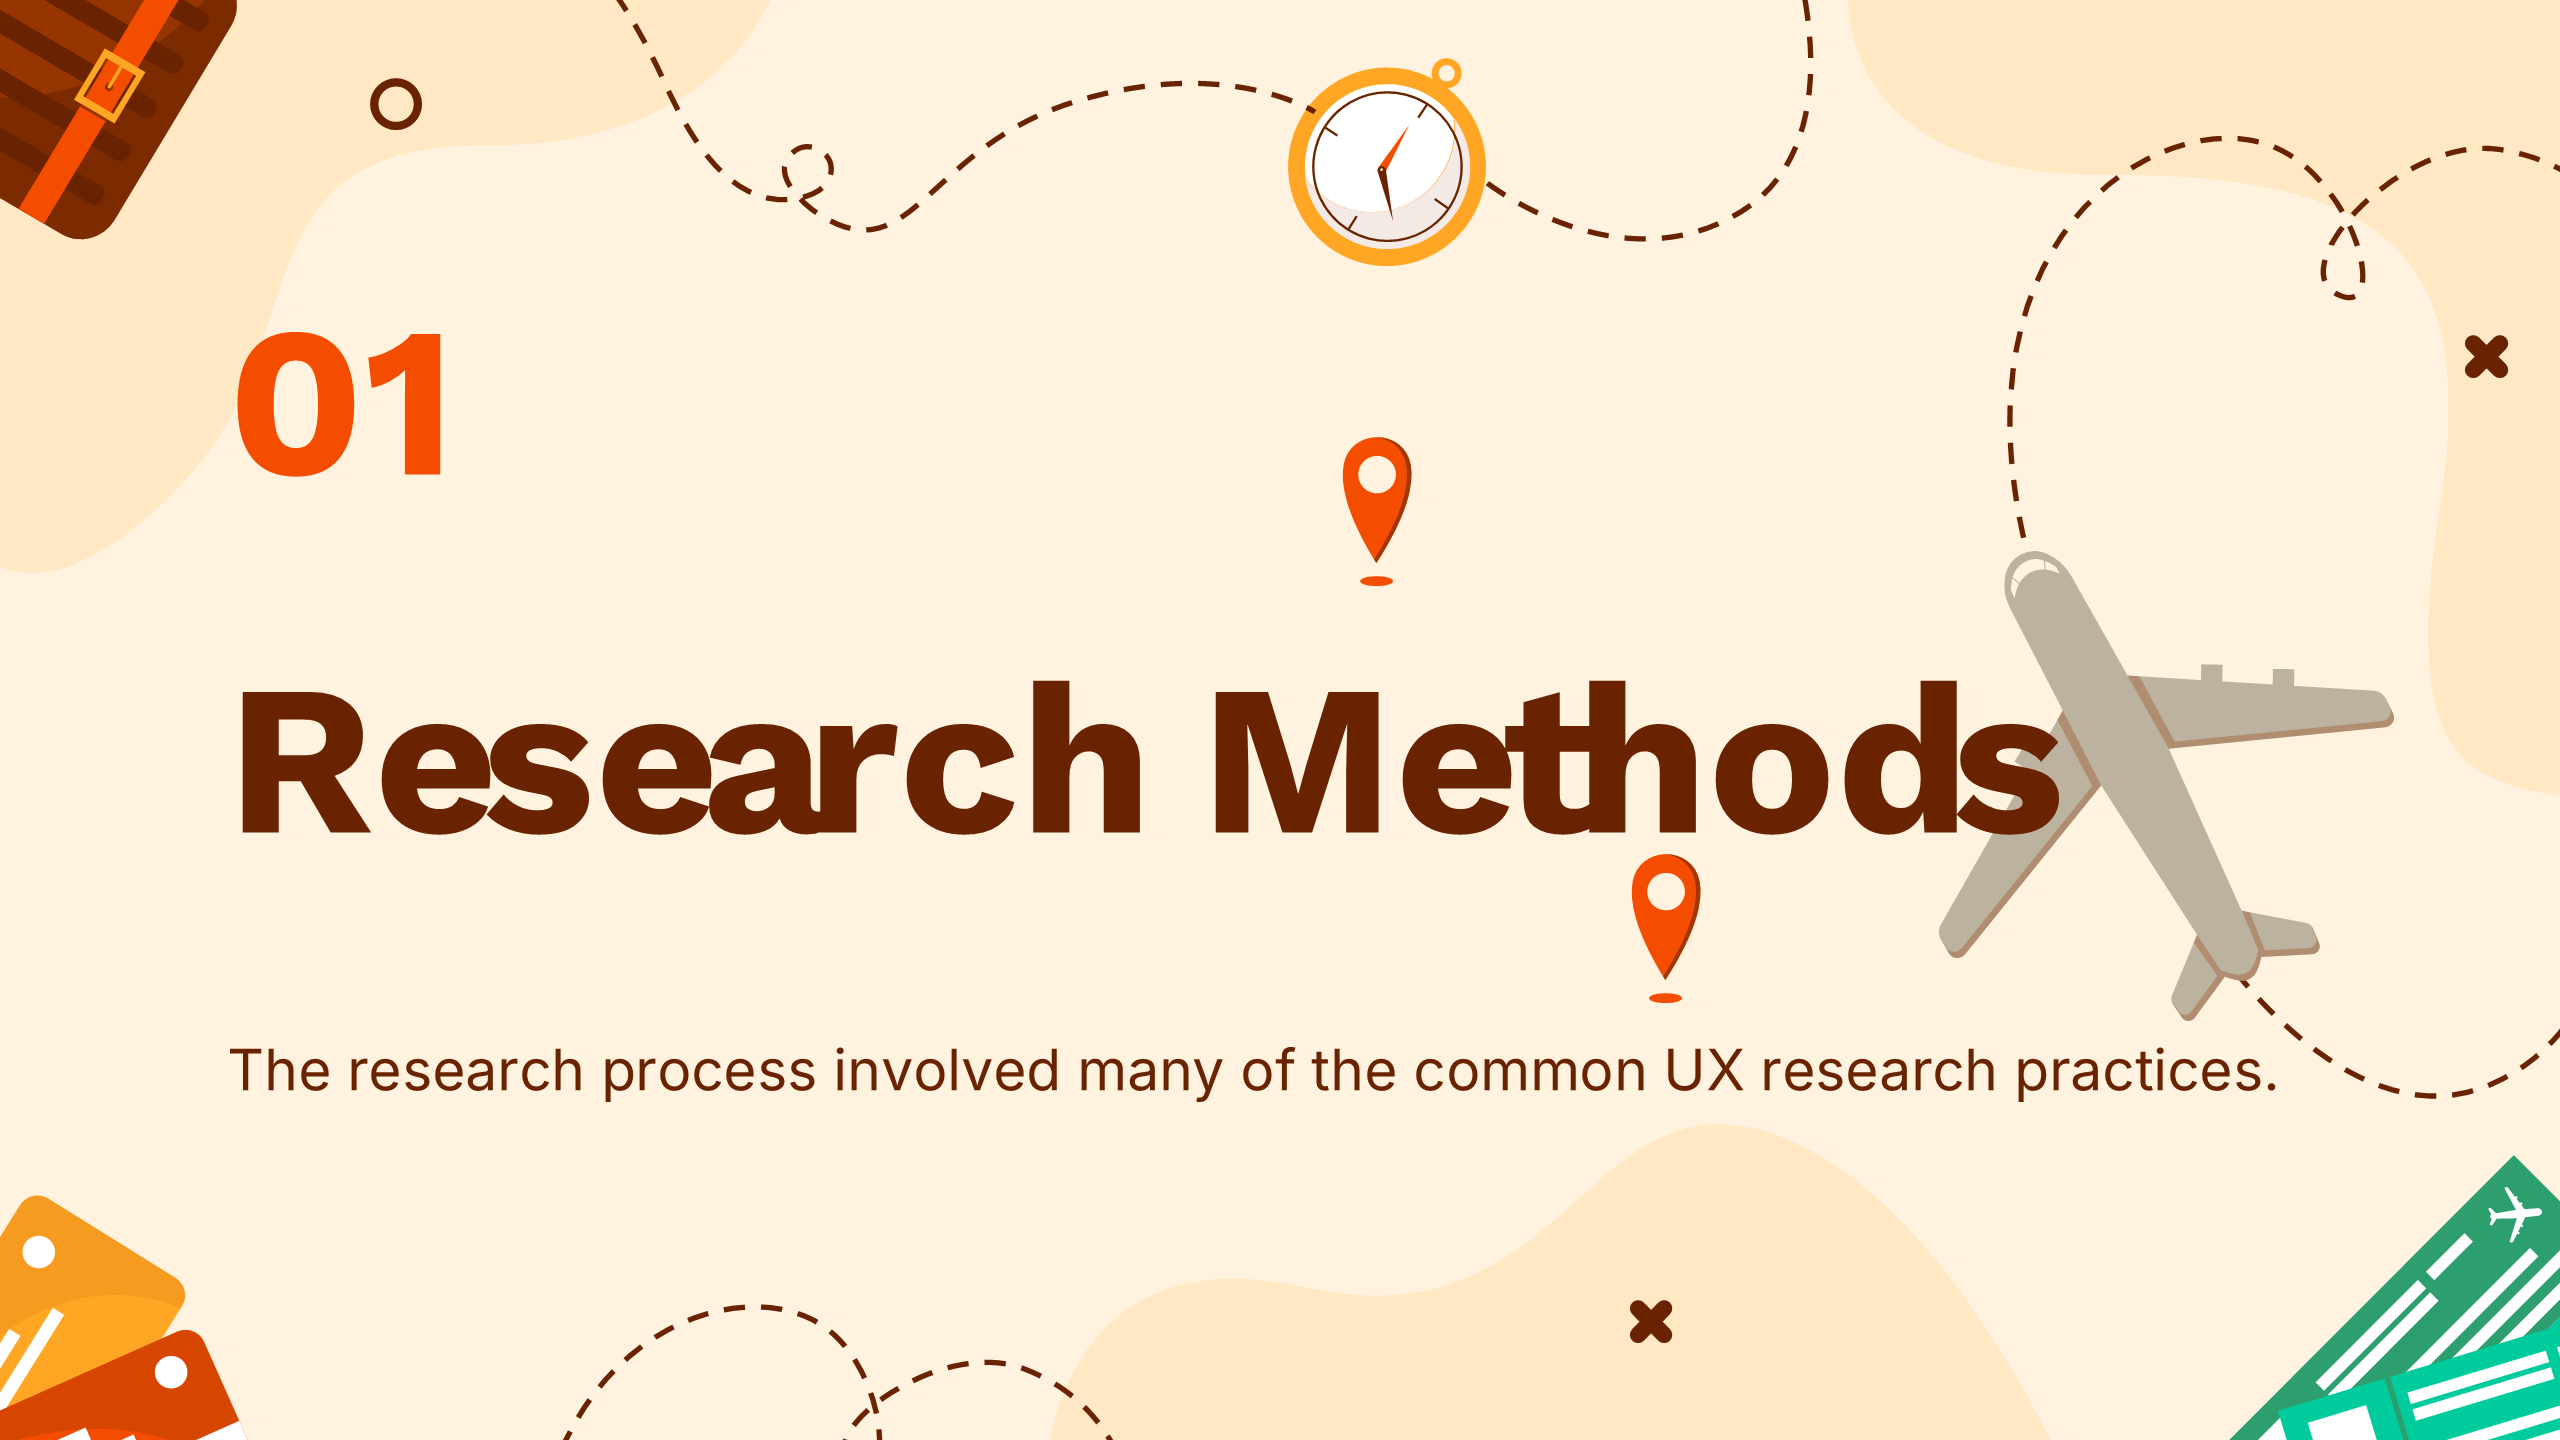 01
Research Methods
The research process involved many of the common UX research practices.